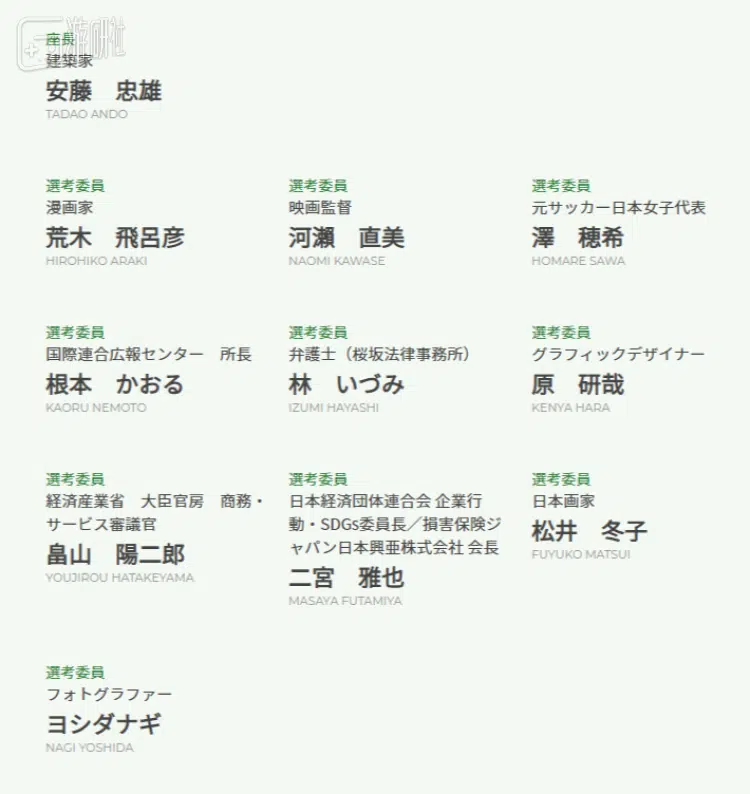 游研社
座長
建築家
安藤　忠雄
TADAO ANDO
選考委員
漫画家
荒木　飛呂彦
HIROHIKO ARAKI
選考委員
映画監督
河瀨　直美
NAOMI KAWASE
選考委員
元サッカー日本女子代表
澤　穂希
HOMARE SAWA
選考委員
国際連合広報センター　所長
根本　かおる
KAORU NEMOTO
選考委員
弁護士（桜坂法律事務所）
林　いづみ
IZUMI HAYASHI
選考委員
グラフィックデザイナー
原　研哉
KENYA HARA
選考委員
経済産業省　大臣官房　商務・
サービス審議官
畠山　陽二郎
YOUJIROU HATAKEYAMA
選考委員
日本経済団体連合会 企業行
動・SDGs委員長／損害保険ジ
ャパン日本興亜株式会社 会長
二宮　雅也
MASAYA FUTAMIYA
選考委員
日本画家
松井　冬子
FUYUKO MATSUI
選考委員
フォトグラファー
ヨシダナギ
NAGI YOSHIDA